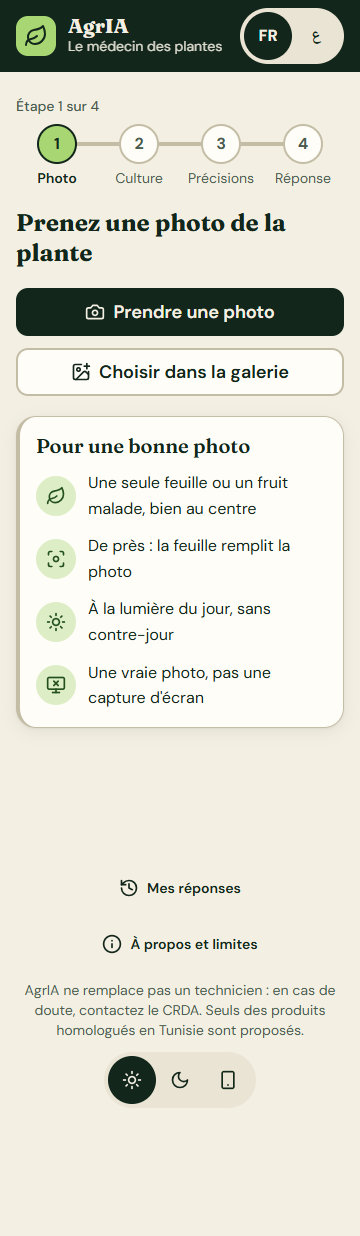 AgrIA
Le médecin des plantes
FR
ع
Étape 1 sur 4
1
2
3
4
Photo
Culture
Précisions
Réponse
Prenez une photo de la
plante
Prendre une photo
Choisir dans la galerie
Pour une bonne photo
Une seule feuille ou un fruit
malade, bien au centre
De près : la feuille remplit la
photo
À la lumière du jour, sans
contre-jour
Une vraie photo, pas une
capture d'écran
Mes réponses
À propos et limites
AgrIA ne remplace pas un technicien : en cas de
doute, contactez le CRDA. Seuls des produits
homologués en Tunisie sont proposés.